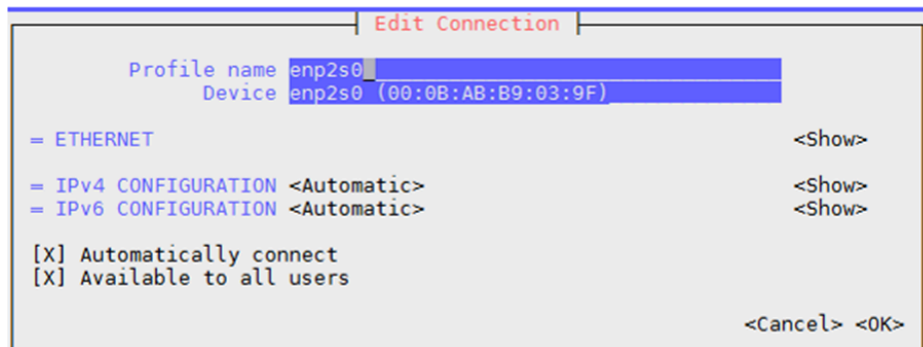 Edit Connection
Profile name enp2s0
Device enp2s0 (00:0B:AB:B9:03:9F)
= ETHERNET <Show>
= IPv4 CONFIGURATION <Automatic> <Show>
= IPv6 CONFIGURATION <Automatic> <Show>
[X] Automatically connect
[X] Available to all users
<Cancel> <OK>